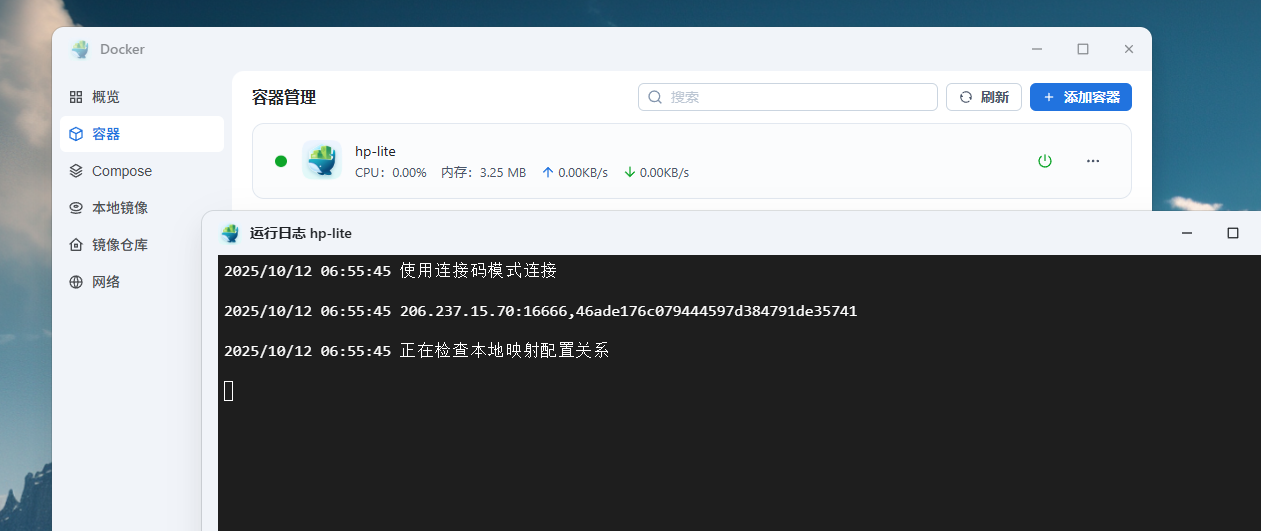 Docker
概览
容器
Compose
本地镜像
镜像仓库
网络
容器管理
搜索
刷新
添加容器
hp-lite
CPU：0.00% 内存：3.25 MB 0.00KB/s 0.00KB/s
运行日志 hp-lite
2025/10/12 06:55:45 使用连接码模式连接
2025/10/12 06:55:45 206.237.15.70:16666,46ade176c079444597d384791de35741
2025/10/12 06:55:45 正在检查本地映射配置关系